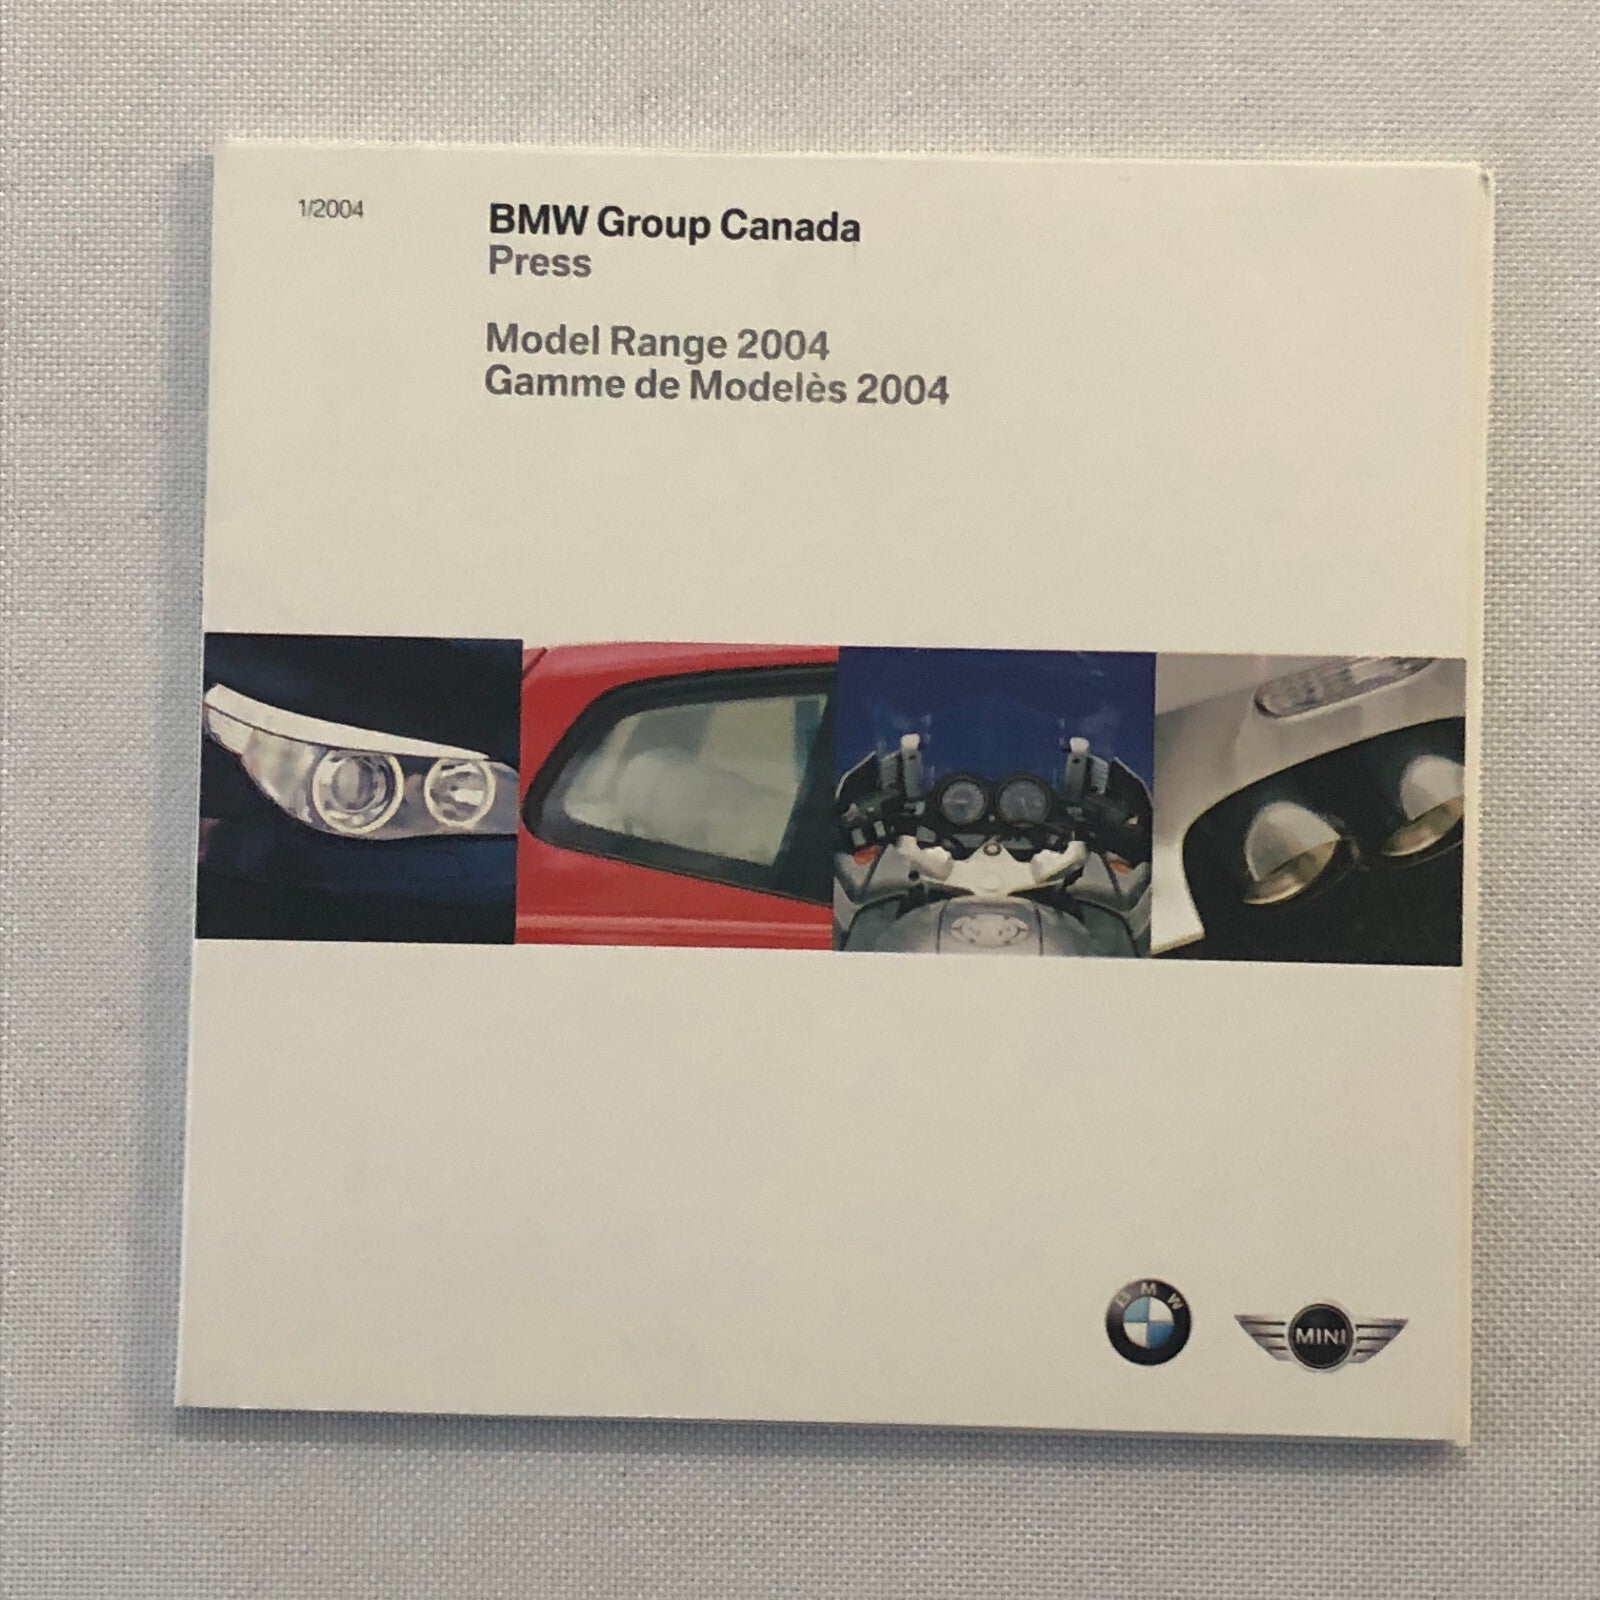 1/2004
BMW Group Canada
Press
Model Range 2004
Gamme de Modelès 2004
BMW
MINI